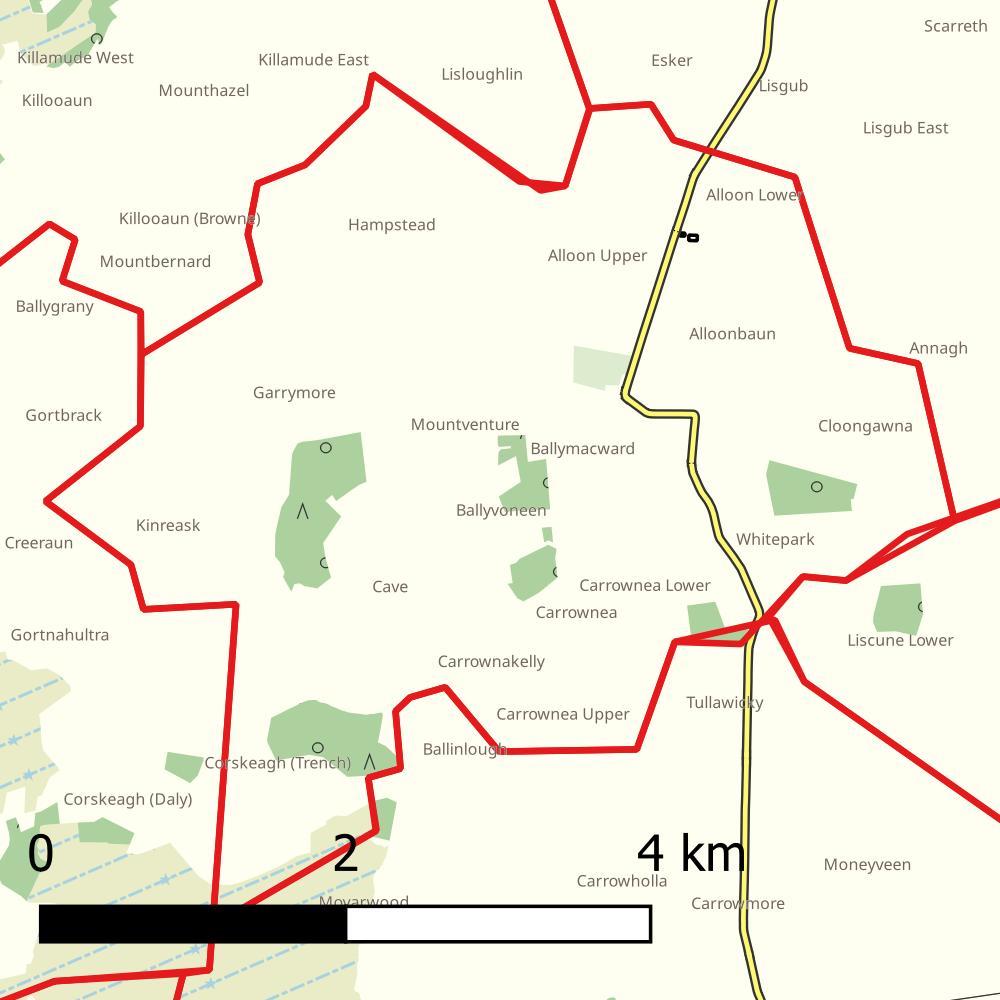 Scarreth
Killamude West
Killamude East
Esker
Lisloughlin
Lisgub
Mounthazel
Killooaun
Lisgub East
Alloon Lower
Killooaun (Browne)
Hampstead
Alloon Upper
Mountbernard
Ballygrany
Alloonbaun
Annagh
Garrymore
Gortbrack
Mountventure
Cloongawna
Ballymacward
Ballyvoneen
Kinreask
Whitepark
Creeraun
Cave
Carrownea Lower
Carrownea
Gortnahultra
Liscune Lower
Carrownakelly
Tullawicky
Carrownea Upper
Ballinlough
Corskeagh (Trench)
Corskeagh (Daly)
0 2 4 km
Moneyveen
Carrowholla
Movarwood
Carrowmore